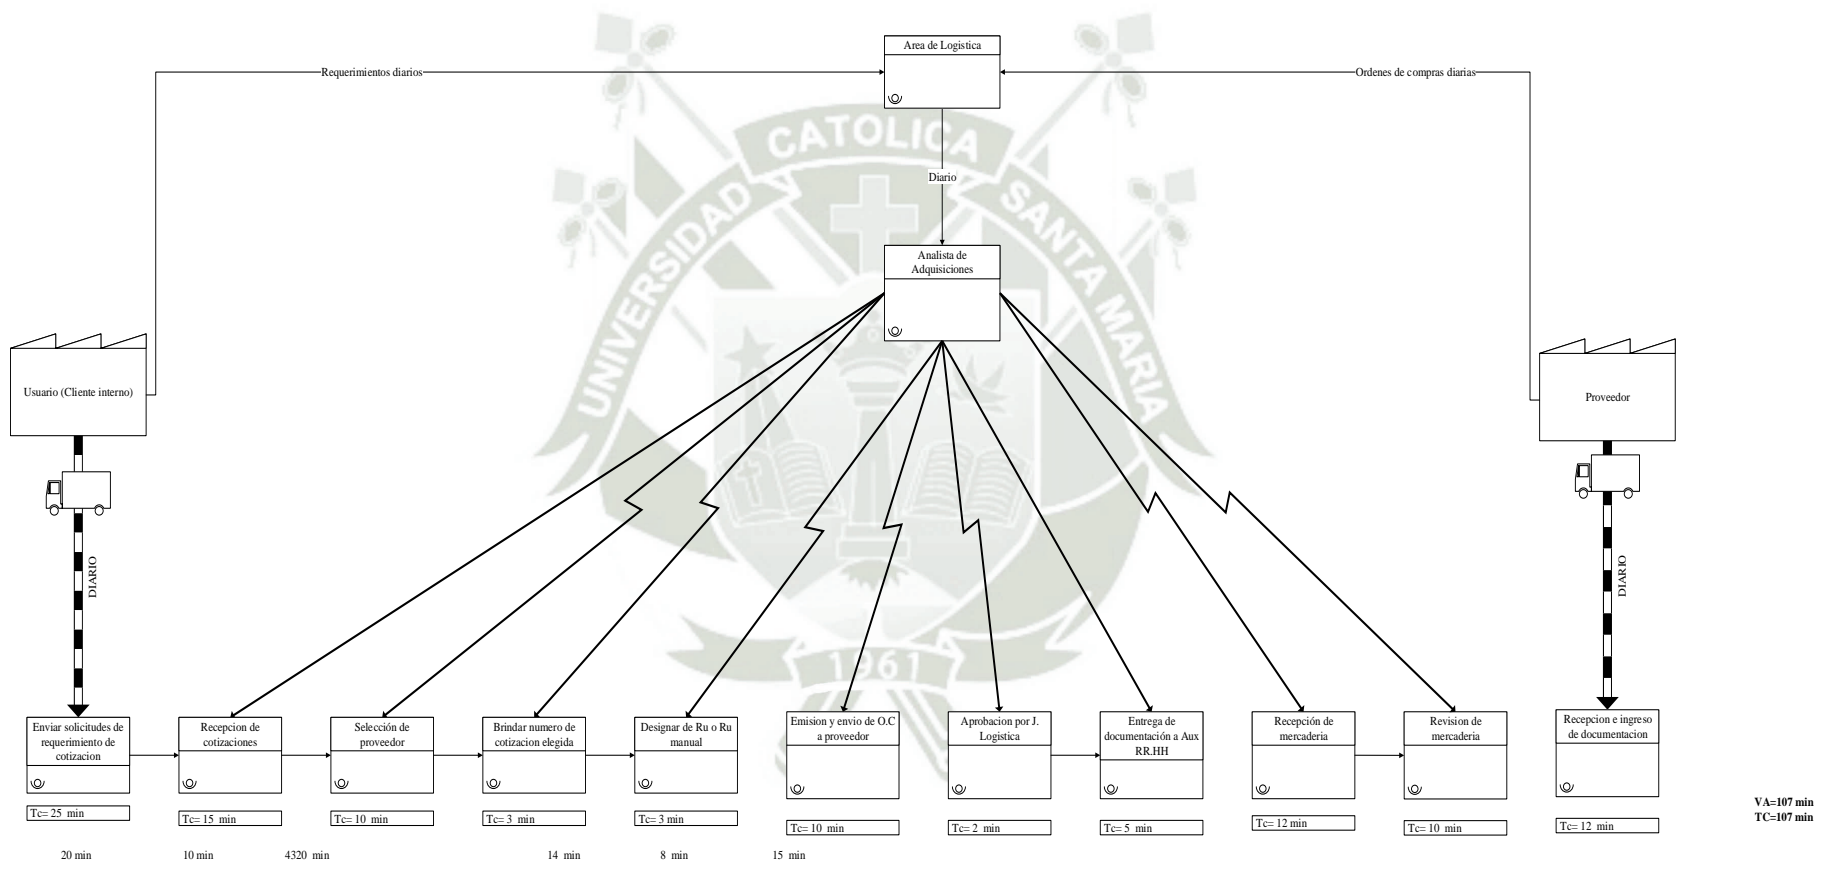 Area de Logistica
Requerimientos diarios
Ordenes de compras diarias
CATOLICA
UNIVERSIDAD
SANTA MARIA
Diario
Analista de
Adquisiciones
Usuario (Cliente interno)
Proveedor
DIARIO
DIARIO
1961
Enviar solicitudes de
requerimiento de
cotizacion
Recepcion de
cotizaciones
Selección de
proveedor
Brindar numero de
cotizacion elegida
Designar de Ru o Ru
manual
Emision y envio de O.C
a proveedor
Aprobacion por J.
Logistica
Entrega de
documentación a Aux
RR.HH
Recepción de
mercaderia
Revision de
mercaderia
Recepcion e ingreso
de documentacion
Tc= 25 min
Tc= 15 min
Tc= 10 min
Tc= 3 min
Tc= 3 min
Tc= 10 min
Tc= 2 min
Tc= 5 min
Tc= 12 min
Tc= 10 min
Tc= 12 min
VA=107 min
TC=107 min
20 min
10 min
4320 min
14 min
8 min
15 min